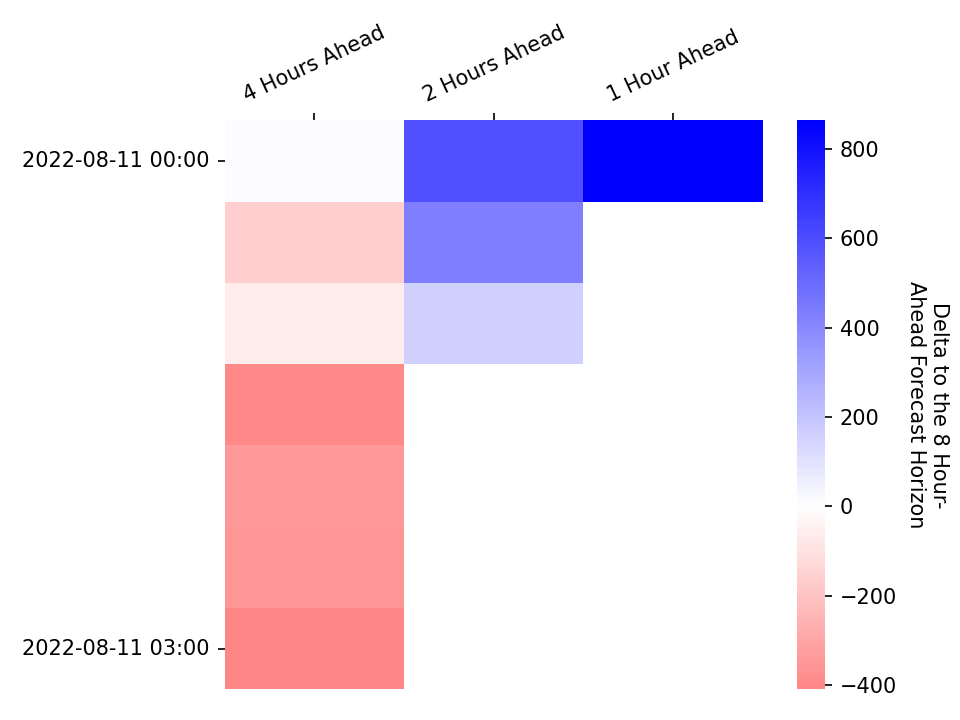 4 Hours Ahead
2 Hours Ahead
1 Hour Ahead
2022-08-11 00:00
2022-08-11 03:00
800
600
400
200
0
−200
−400
Delta to the 8 Hour-
Ahead Forecast Horizon